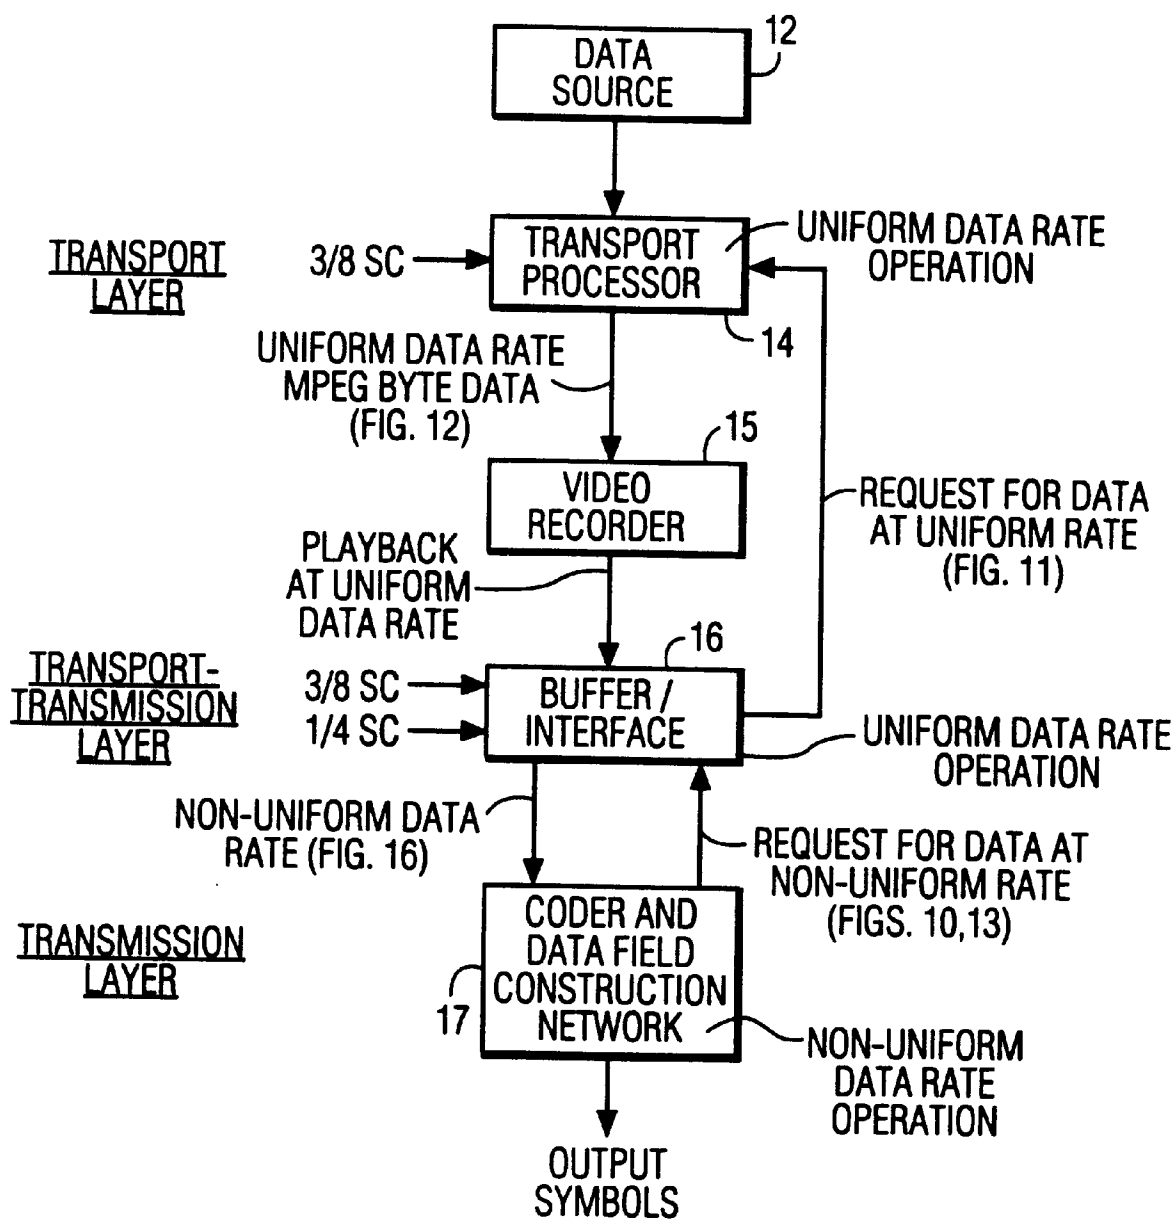 12
DATA
SOURCE
TRANSPORT
LAYER
3/8 SC
TRANSPORT
PROCESSOR
UNIFORM DATA RATE
OPERATION
14
UNIFORM DATA RATE
MPEG BYTE DATA
(FIG. 12)
15
VIDEO
RECORDER
REQUEST FOR DATA
AT UNIFORM RATE
(FIG. 11)
PLAYBACK
AT UNIFORM
DATA RATE
16
TRANSPORT-
TRANSMISSION
LAYER
3/8 SC
1/4 SC
BUFFER /
INTERFACE
UNIFORM DATA RATE
OPERATION
NON-UNIFORM DATA
RATE (FIG. 16)
REQUEST FOR DATA AT
NON-UNIFORM RATE
(FIGS. 10,13)
TRANSMISSION
LAYER
17
CODER AND
DATA FIELD
CONSTRUCTION
NETWORK
NON-UNIFORM
DATA RATE
OPERATION
OUTPUT
SYMBOLS